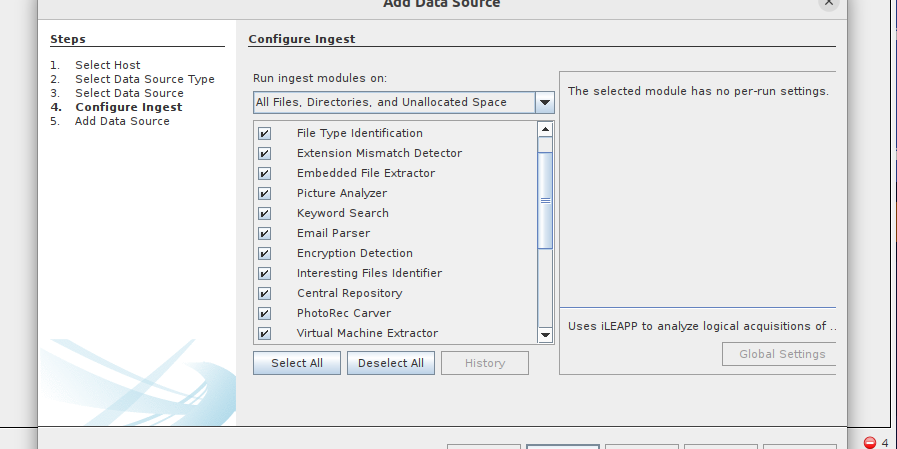 Add Data Source
Steps
1. Select Host
2. Select Data Source Type
3. Select Data Source
4. Configure Ingest
5. Add Data Source
Configure Ingest
Run ingest modules on:
All Files, Directories, and Unallocated Space
File Type Identification
Extension Mismatch Detector
Embedded File Extractor
Picture Analyzer
Keyword Search
Email Parser
Encryption Detection
Interesting Files Identifier
Central Repository
PhotoRec Carver
Virtual Machine Extractor
Select All
Deselect All
History
The selected module has no per-run settings.
Uses iLEAPP to analyze logical acquisitions of ..
Global Settings
4